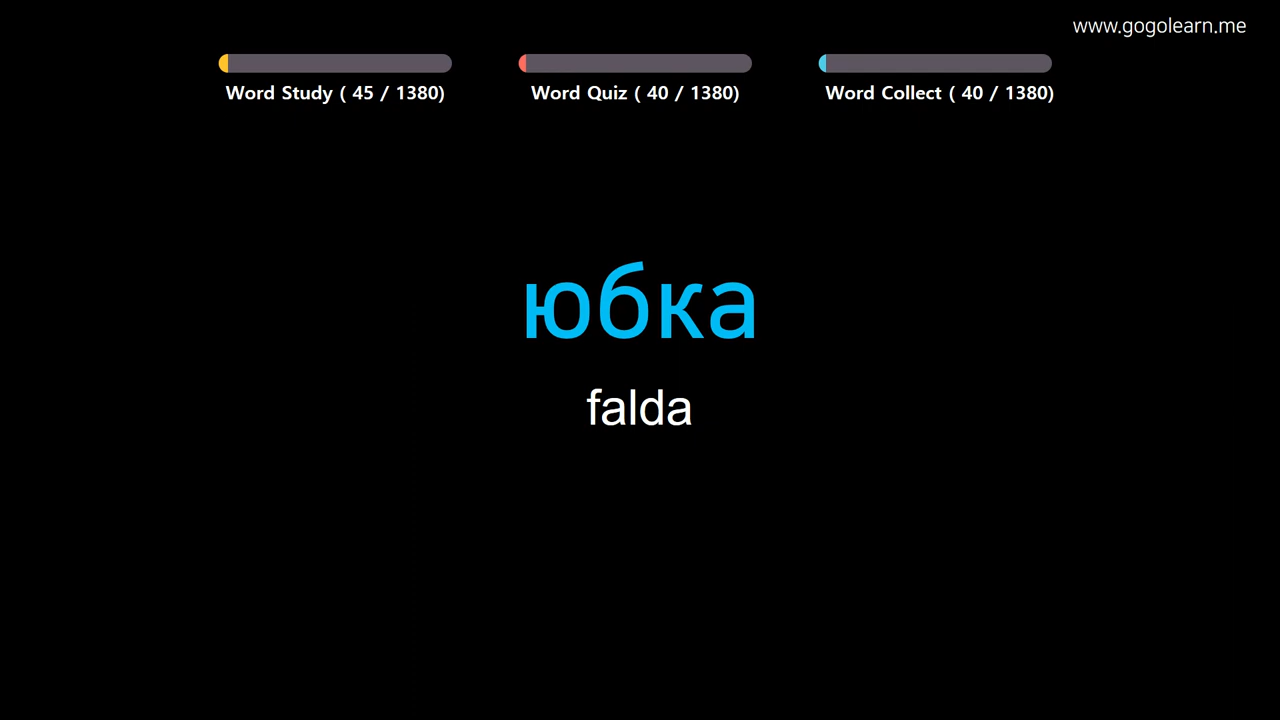 www.gogolearn.me
Word Study ( 45 / 1380)
Word Quiz ( 40 / 1380)
Word Collect ( 40 / 1380)
юбка
falda